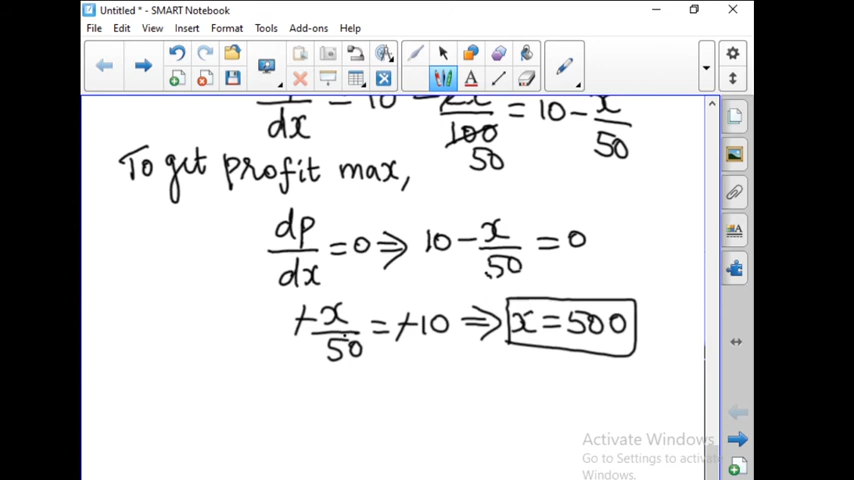 Untitled * - SMART Notebook
File Edit View Insert Format Tools Add-ons Help
dx = 10 - 2x/100 50 = 10 - x/50
To get profit max,
dp/dx = 0 ⇒ 10 - x/50 = 0
-x/50 = -10 ⇒ x = 500
Activate Windows
Go to Settings to activate
Windows.